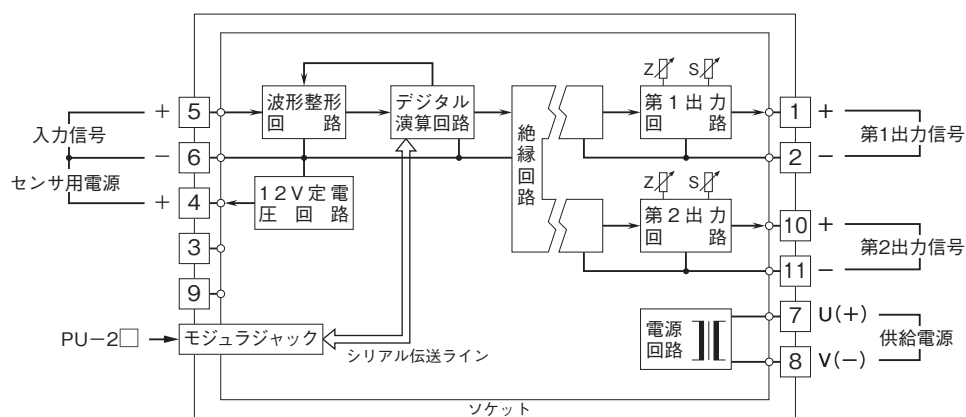 入力信号
センサ用電源
+
−
+
5
6
4
3
9
PU−2□
モジュラジャック
シリアル伝送ライン
波形整形
回路
デジタル
演算回路
12V定電
圧回路
絶縁回路
Z
S
第1出力
回路
Z
S
第2出力
回路
電源
回路
1
+
2
−
第1出力信号
10
+
11
−
第2出力信号
7
U(+)
8
V(−)
供給電源
ソケット